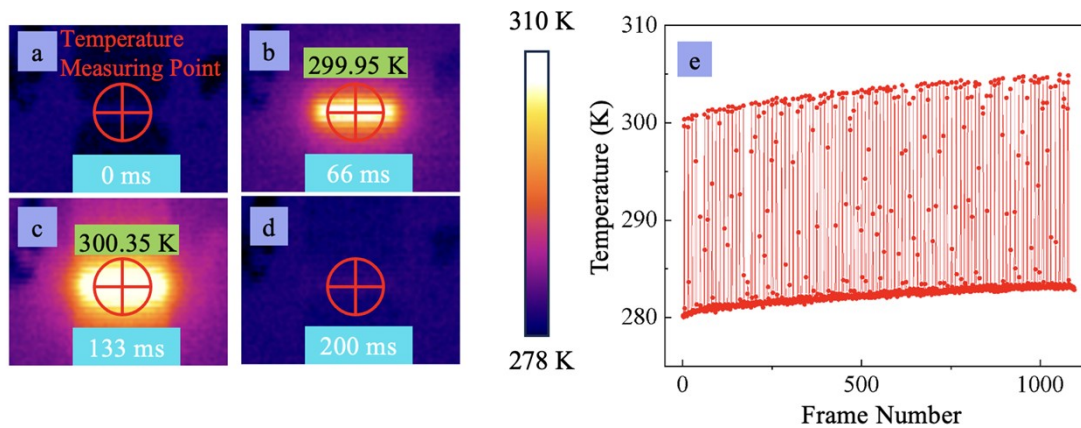 a
Temperature
Measuring Point
0 ms
b
299.95 K
66 ms
c
300.35 K
133 ms
d
200 ms
310 K
278 K
e
Temperature (K)
310
300
290
280
0
500
1000
Frame Number